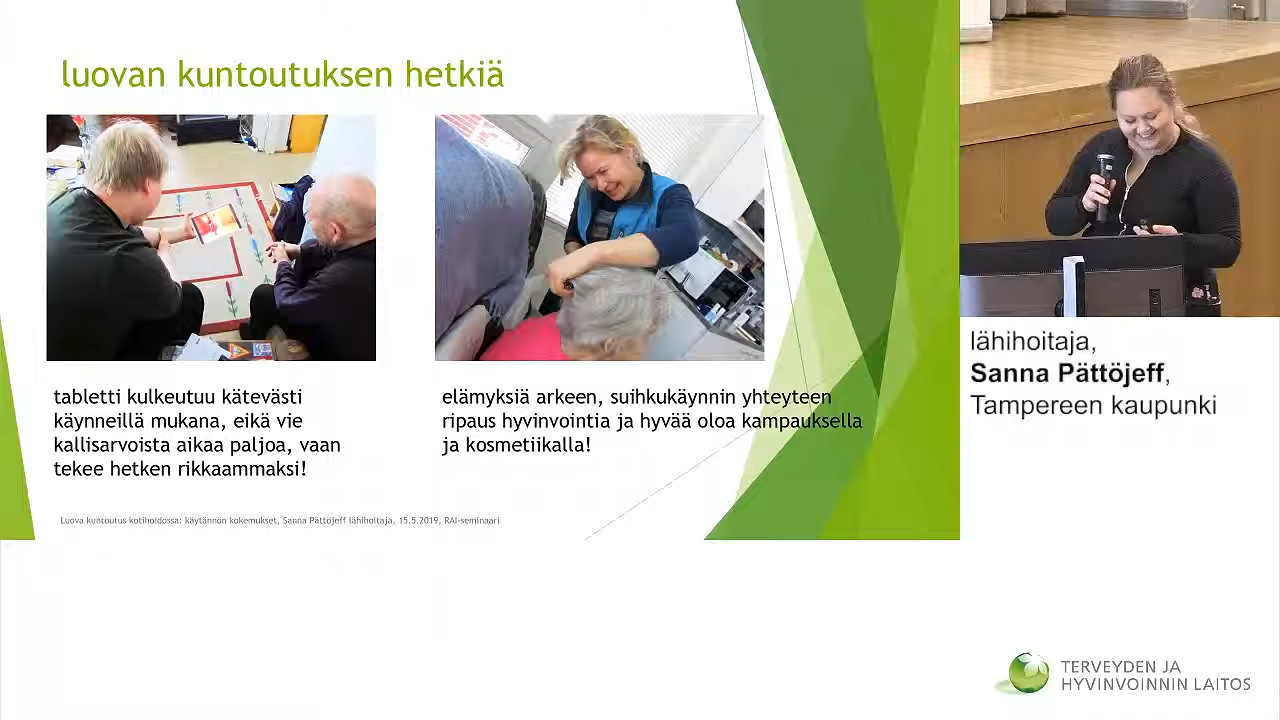 luovan kuntoutuksen hetkiä
tabletti kulkeutuu kätevästi
käynneillä mukana, eikä vie
kallisarvoista aikaa paljoa, vaan
tekee hetken rikkaammaksi!
elämyksiä arkeen, suihkukäynnin yhteyteen
ripaus hyvinvointia ja hyvää oloa kampauksella
ja kosmetiikalla!
Luova kuntoutus kotihoidossa: käytännön kokemukset, Sanna Pättöjeff lähihoitaja, 15.5.2019, RAI-seminaari
lähihoitaja,
Sanna Pättöjeff,
Tampereen kaupunki
TERVEYDEN JA
HYVINVOINNIN LAITOS